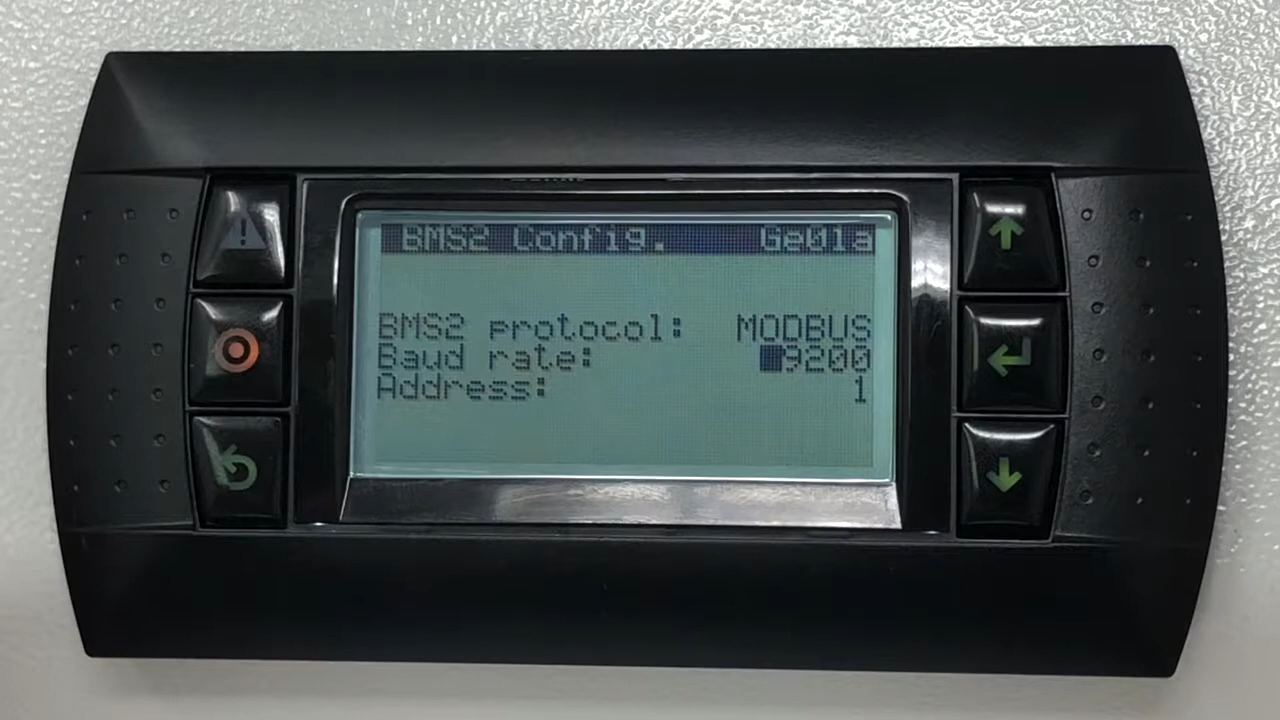 BMS2 Config. Ge01a
BMS2 protocol: MODBUS
Baud rate: 9200
Address: 1